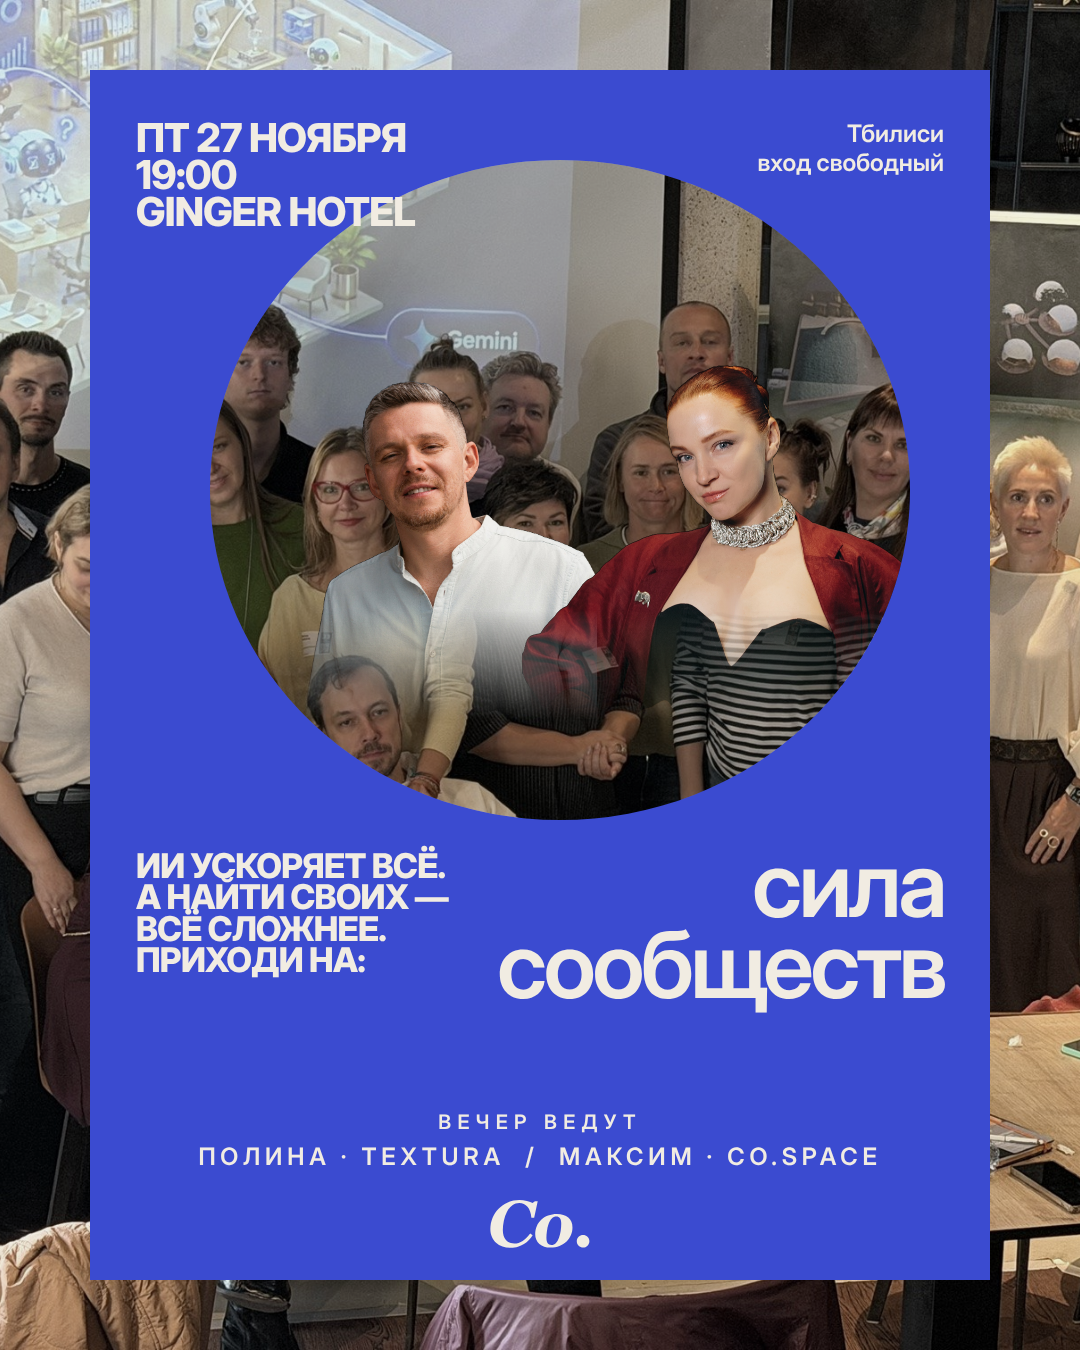 ПТ 27 НОЯБРЯ
19:00
GINGER HOTEL
Тбилиси
вход свободный
Gemini
ИИ УСКОРЯЕТ ВСЁ.
А НАЙТИ СВОИХ —
ВСЁ СЛОЖНЕЕ.
ПРИХОДИ НА:
сила
сообществ
ВЕЧЕР ВЕДУТ
ПОЛИНА · TEXTURA / МАКСИМ · CO.SPACE
Co.